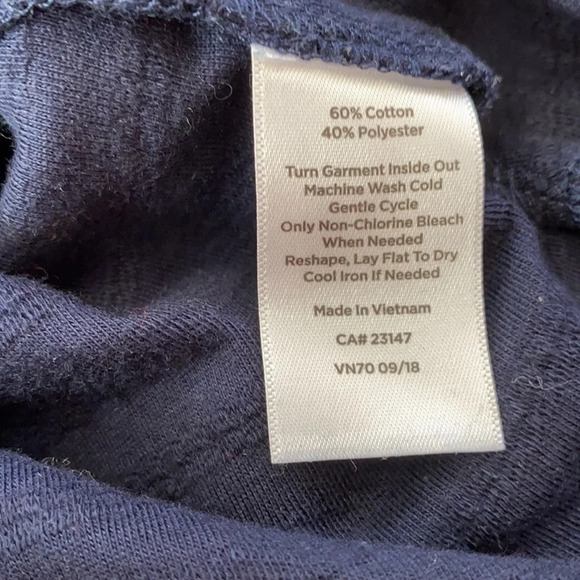 60% Cotton
40% Polyester
Turn Garment Inside Out
Machine Wash Cold
Gentle Cycle
Only Non-Chlorine Bleach
When Needed
Reshape, Lay Flat To Dry
Cool Iron If Needed
Made In Vietnam
CA# 23147
VN70 09/18